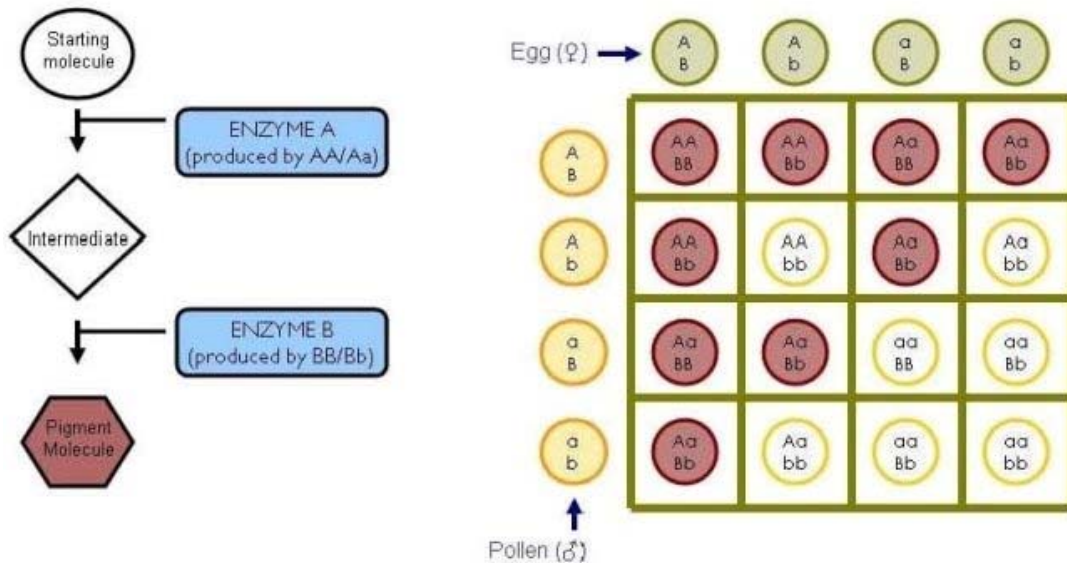 Starting
molecule
ENZYME A
(produced by AA/Aa)
Intermediate
ENZYME B
(produced by BB/Bb)
Pigment
Molecule
Egg (♀)
A
B
A
b
a
B
a
b
A
B
AA
BB
AA
Bb
Aa
BB
Aa
Bb
A
b
AA
Bb
AA
bb
Aa
Bb
Aa
bb
a
B
Aa
BB
Aa
Bb
aa
BB
aa
Bb
a
b
Aa
Bb
Aa
bb
aa
Bb
aa
bb
Pollen (♂)